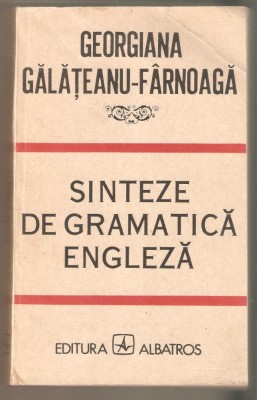 GEORGIANA
GĂLĂȚEANU-FÂRNOAGĂ
SINTEZE
DE GRAMATICĂ
ENGLEZĂ
EDITURA ALBATROS